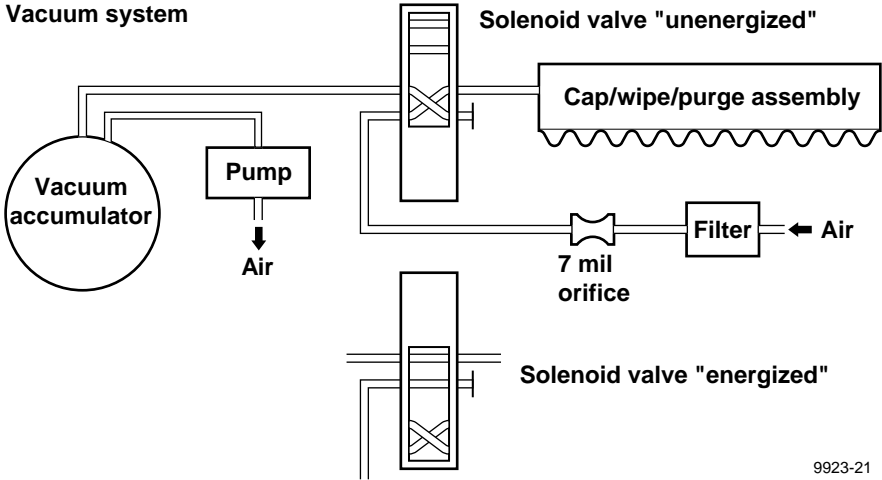 Vacuum system
Solenoid valve "unenergized"
Cap/wipe/purge assembly
Vacuum
accumulator
Pump
Air
Filter
Air
7 mil
orifice
Solenoid valve "energized"
9923-21